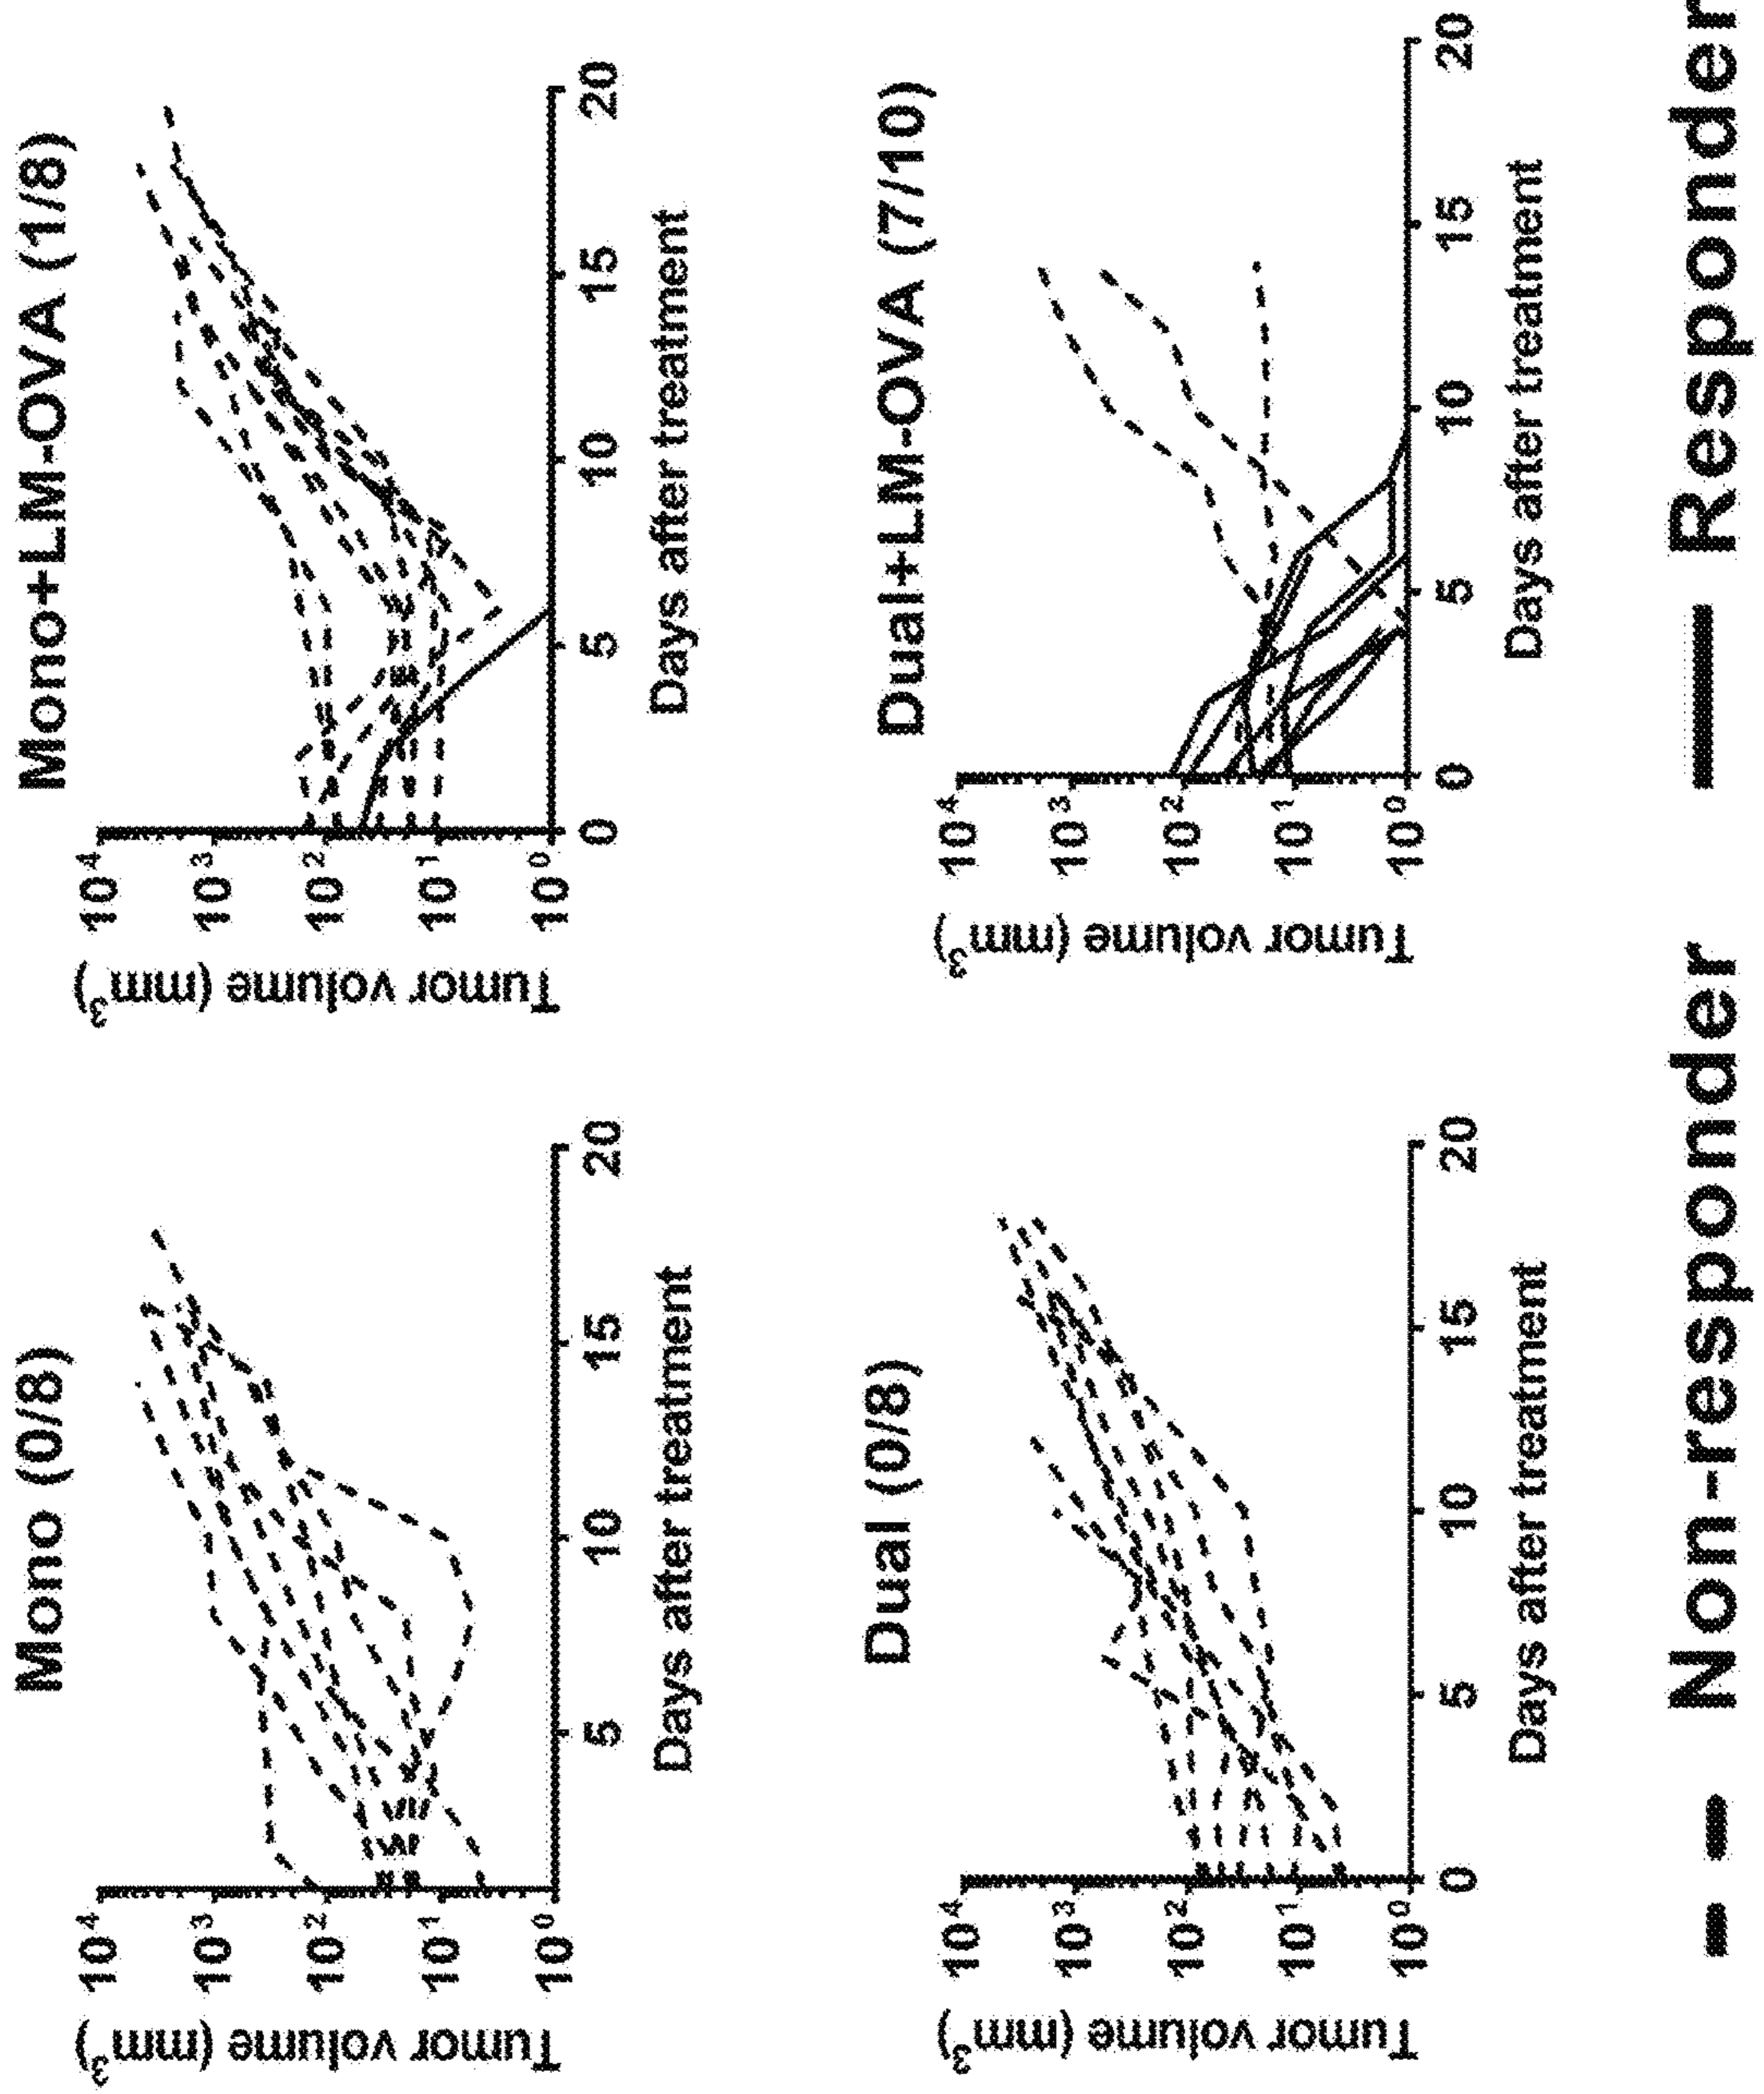 Mono (0/8)
Tumor volume (mm³)
10⁴
10³
10²
10¹
10⁰
5
10
15
20
Days after treatment
Mono+LM-OVA (1/8)
Tumor volume (mm³)
10⁴
10³
10²
10¹
10⁰
0
5
10
15
20
Days after treatment
Dual (0/8)
Tumor volume (mm³)
10⁴
10³
10²
10¹
10⁰
0
5
10
15
20
Days after treatment
Dual+LM-OVA (7/10)
Tumor volume (mm³)
10⁴
10³
10²
10¹
10⁰
0
5
10
15
20
Days after treatment
Non-responder
Responder